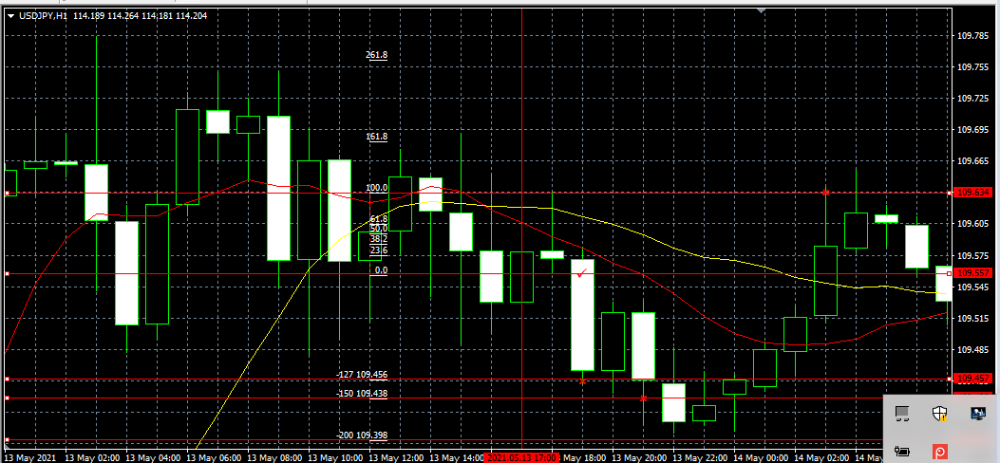 USDJPY,H1 114.189 114.264 114.181 114.204
109.785
261.8
109.755
109.725
109.695
161.8
109.665
100.0
109.634
61.8
109.605
50.0
38.2
23.6
109.575
0.0
109.557
109.545
109.515
109.485
-127 109.456
109.457
-150 109.438
-200 109.398
13 May 2021
13 May 02:00
13 May 04:00
13 May 06:00
13 May 08:00
13 May 10:00
13 May 12:00
13 May 14:00
2021.05.13 17:00
May 18:00
13 May 20:00
13 May 22:00
14 May 00:00
14 May 02:00
14 May